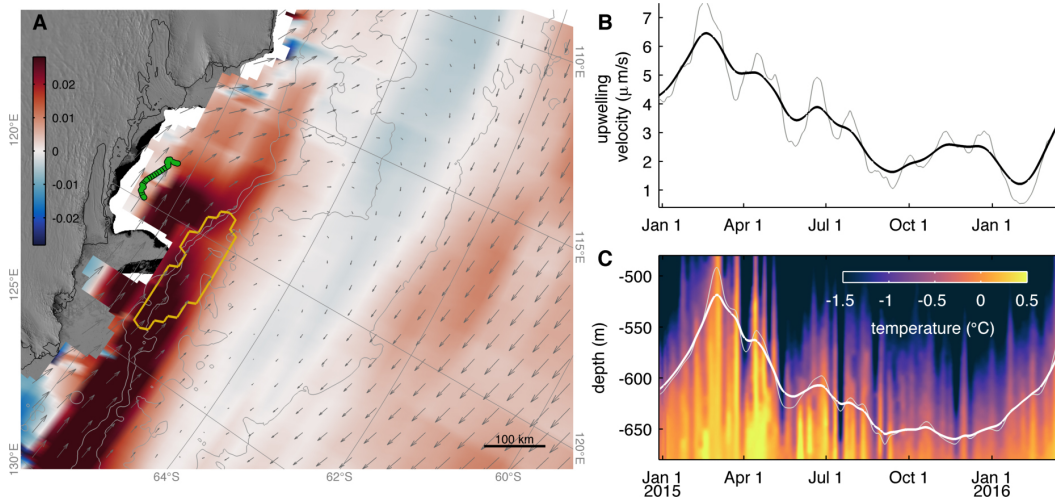 A
0.02
0.01
0
-0.01
-0.02
110°E
120°E
115°E
125°E
130°E
120°E
64°S
62°S
60°S
100 km
B
upwelling
velocity (μ m/s)
7
6
5
4
3
2
1
Jan 1
Apr 1
Jul 1
Oct 1
Jan 1
C
depth (m)
-500
-550
-600
-650
-1.5
-1
-0.5
0
0.5
temperature (°C)
Jan 1
Apr 1
Jul 1
Oct 1
Jan 1
2015
2016